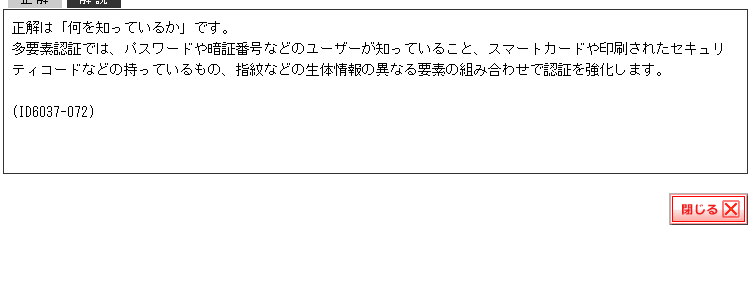 正解 解説
正解は「何を知っているか」です。
多要素認証では、パスワードや暗証番号などのユーザーが知っていること、スマートカードや印刷されたセキュリ
ティコードなどの持っているもの、指紋などの生体情報の異なる要素の組み合わせで認証を強化します。
(ID6037-072)
閉じる